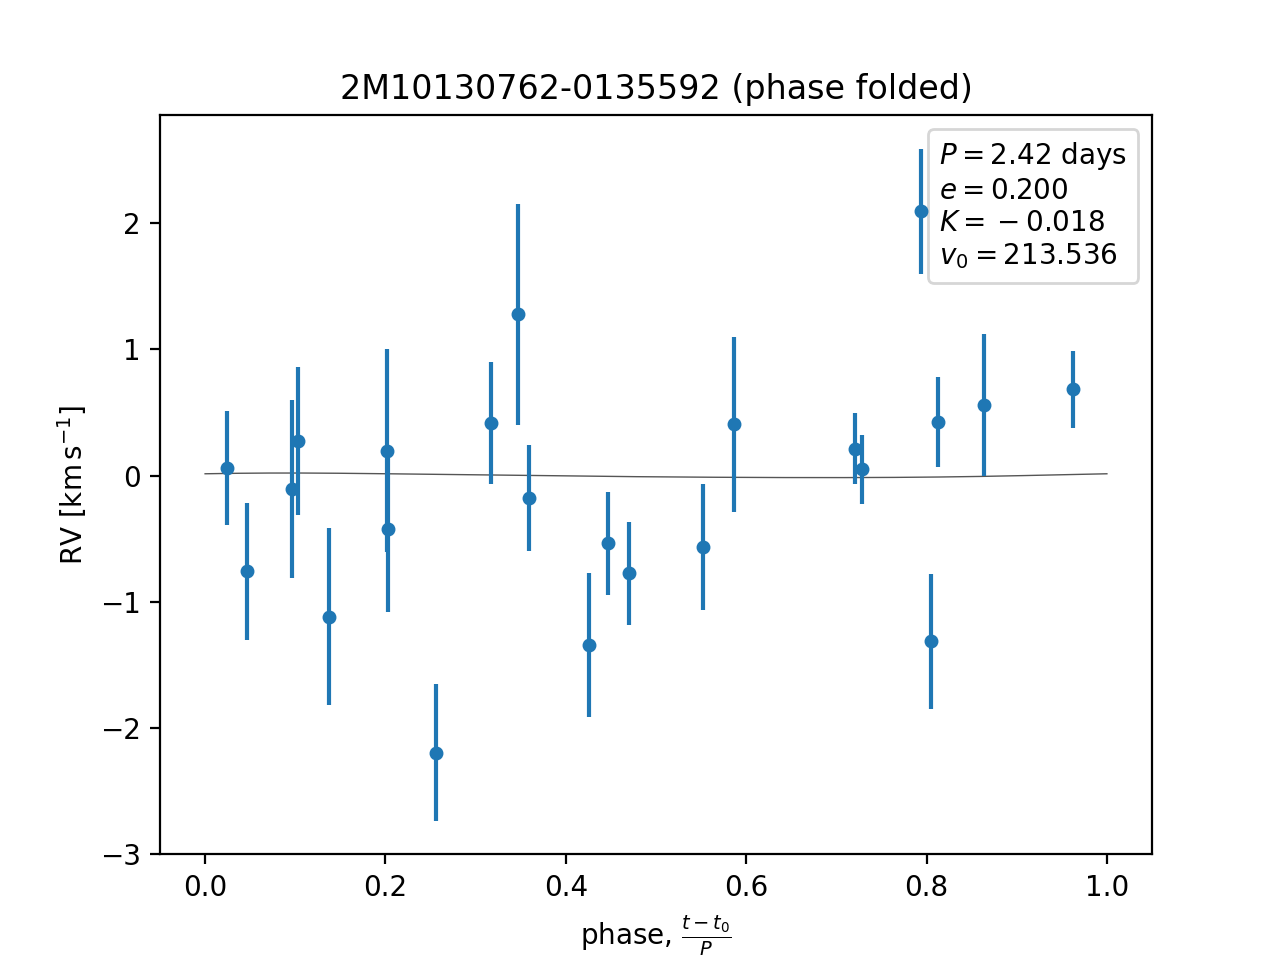 2M10130762-0135592 (phase folded)
P = 2.42 days
e = 0.200
K = −0.018
v₀ = 213.536
RV [km s⁻¹]
2
1
0
−1
−2
−3
0.0 0.2 0.4 0.6 0.8 1.0
phase, (t − t₀)/P